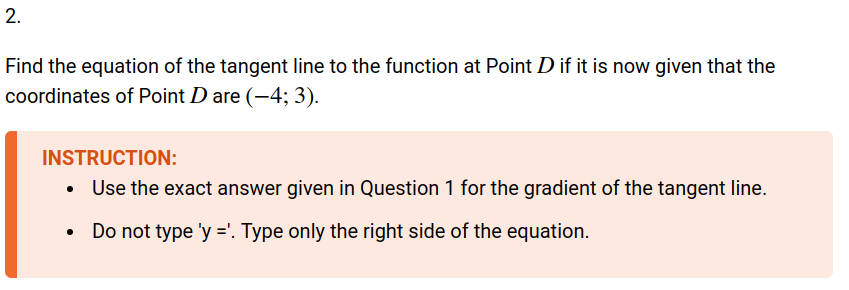 2.
Find the equation of the tangent line to the function at Point D if it is now given that the
coordinates of Point D are (−4; 3).
INSTRUCTION:
• Use the exact answer given in Question 1 for the gradient of the tangent line.
• Do not type 'y ='. Type only the right side of the equation.